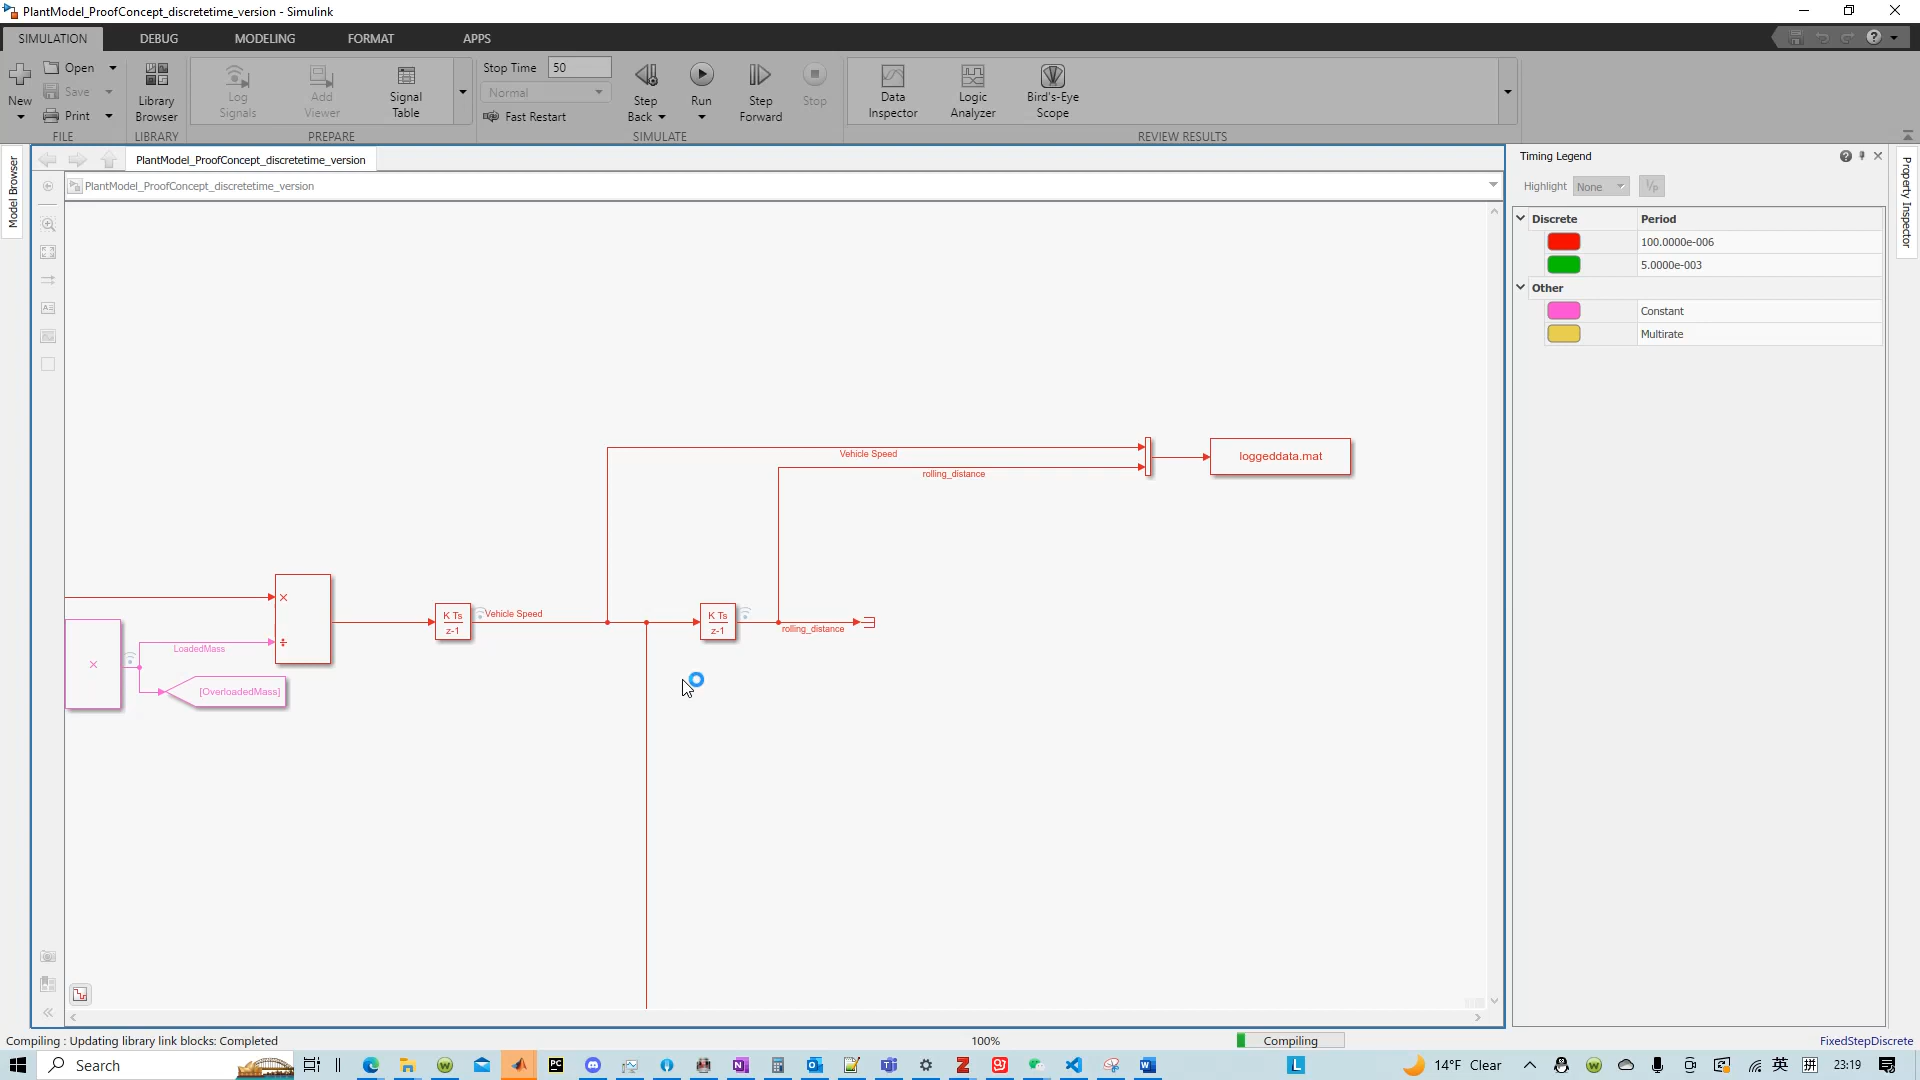 PlantModel_ProofConcept_discretetime_version - Simulink
SIMULATION DEBUG MODELING FORMAT APPS
New
Open
Save
Print
FILE
Library Browser
LIBRARY
Log Signals
Add Viewer
Signal Table
PREPARE
Stop Time 50
Normal
Fast Restart
Step Back
Run
Step Forward
Stop
SIMULATE
Data Inspector
Logic Analyzer
Bird's-Eye Scope
REVIEW RESULTS
Model Browser
PlantModel_ProofConcept_discretetime_version
PlantModel_ProofConcept_discretetime_version
Vehicle Speed
rolling_distance
loggeddata.mat
×
÷
LoadedMass
×
[OverloadedMass]
K Ts
z-1
Vehicle Speed
K Ts
z-1
rolling_distance
Timing Legend
Highlight None
Discrete Period
100.0000e-006
5.0000e-003
Other
Constant
Multirate
Property Inspector
Compiling : Updating library link blocks: Completed 100% Compiling FixedStepDiscrete
Search
14°F Clear
英
拼
23:19